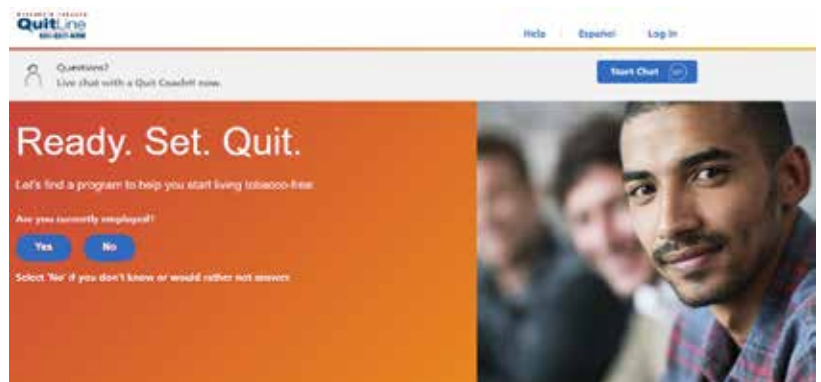 QuitLine
Help
Español
Log In
Questions?
Live chat with a Quit Coach® now.
Start Chat
Ready. Set. Quit.
Let's find a program to help you start living tobacco-free.
Are you currently employed?
Yes
No
Select 'No' if you don't know or would rather not answer.